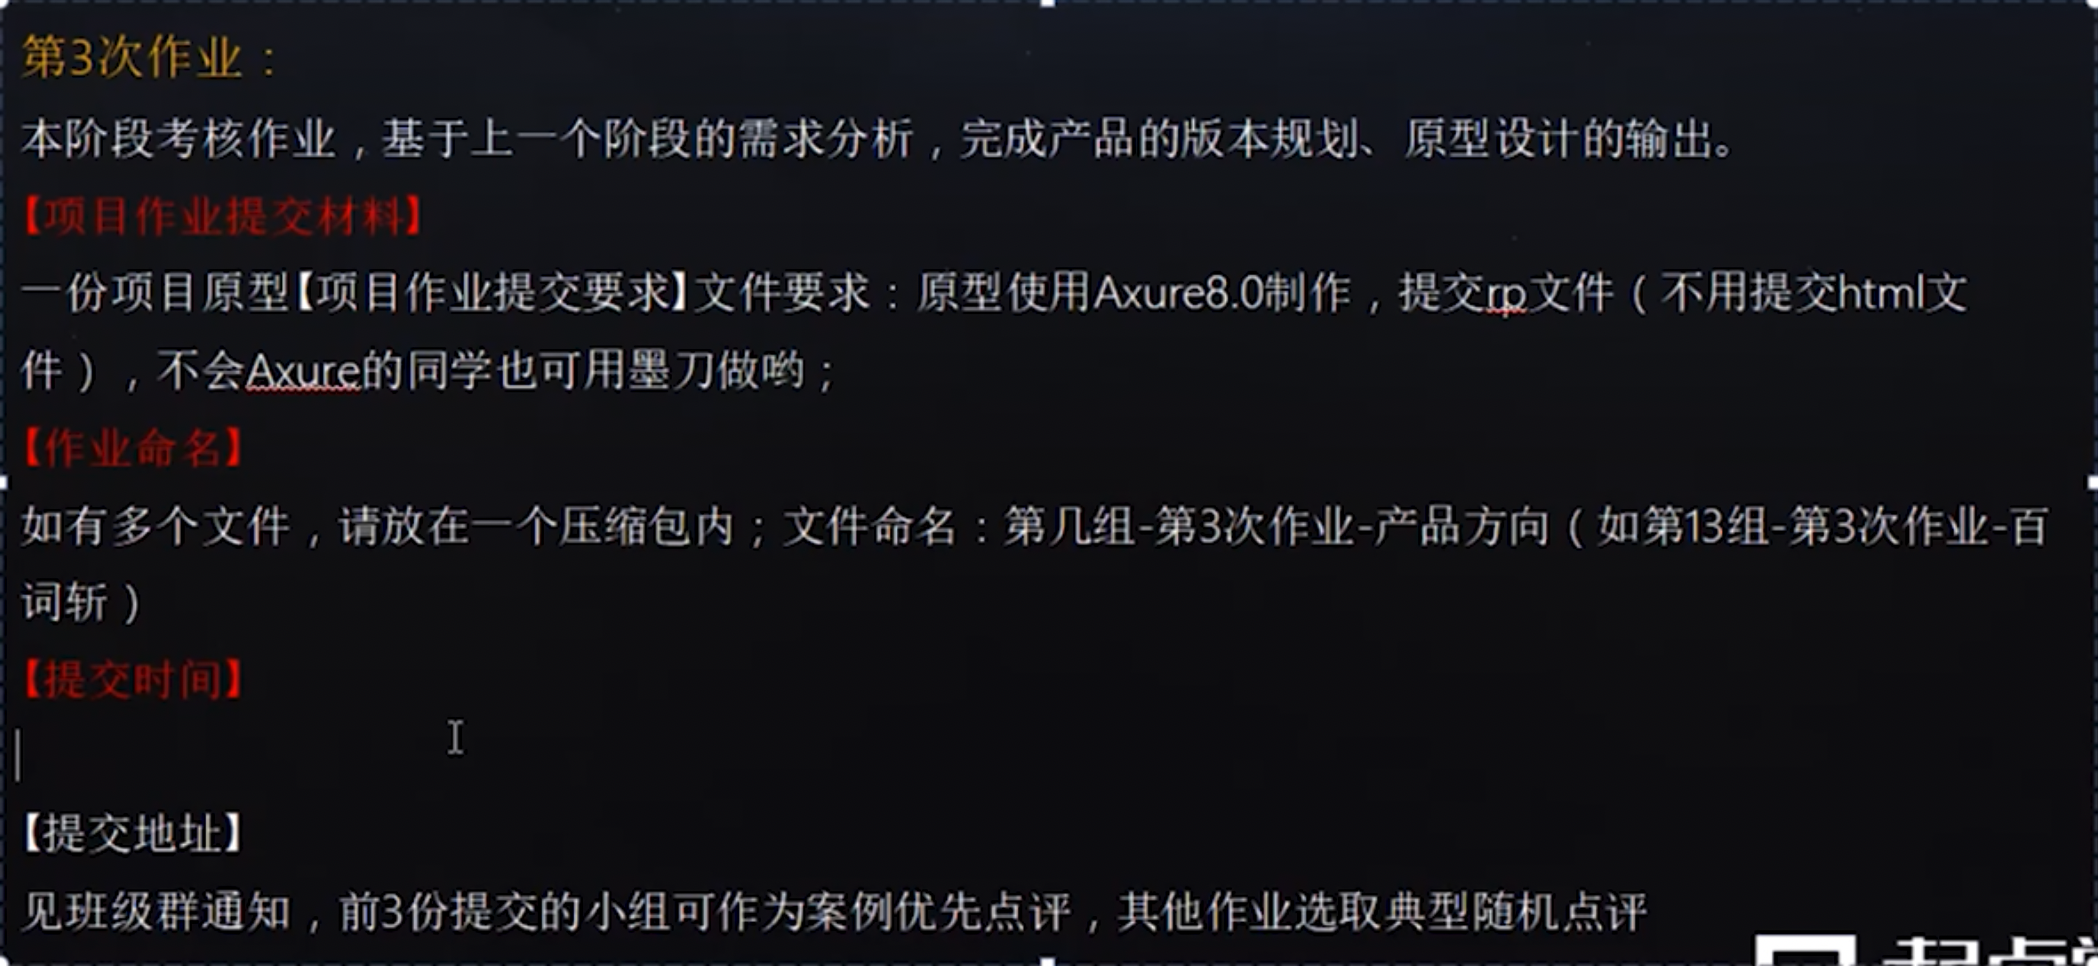 第3次作业：
本阶段考核作业，基于上一个阶段的需求分析，完成产品的版本规划、原型设计的输出。
【项目作业提交材料】
一份项目原型【项目作业提交要求】文件要求：原型使用Axure8.0制作，提交rp文件（不用提交html文
件），不会Axure的同学也可用墨刀做哟；
【作业命名】
如有多个文件，请放在一个压缩包内；文件命名：第几组-第3次作业-产品方向（如第13组-第3次作业-百
词斩）
【提交时间】
【提交地址】
见班级群通知，前3份提交的小组可作为案例优先点评，其他作业选取典型随机点评